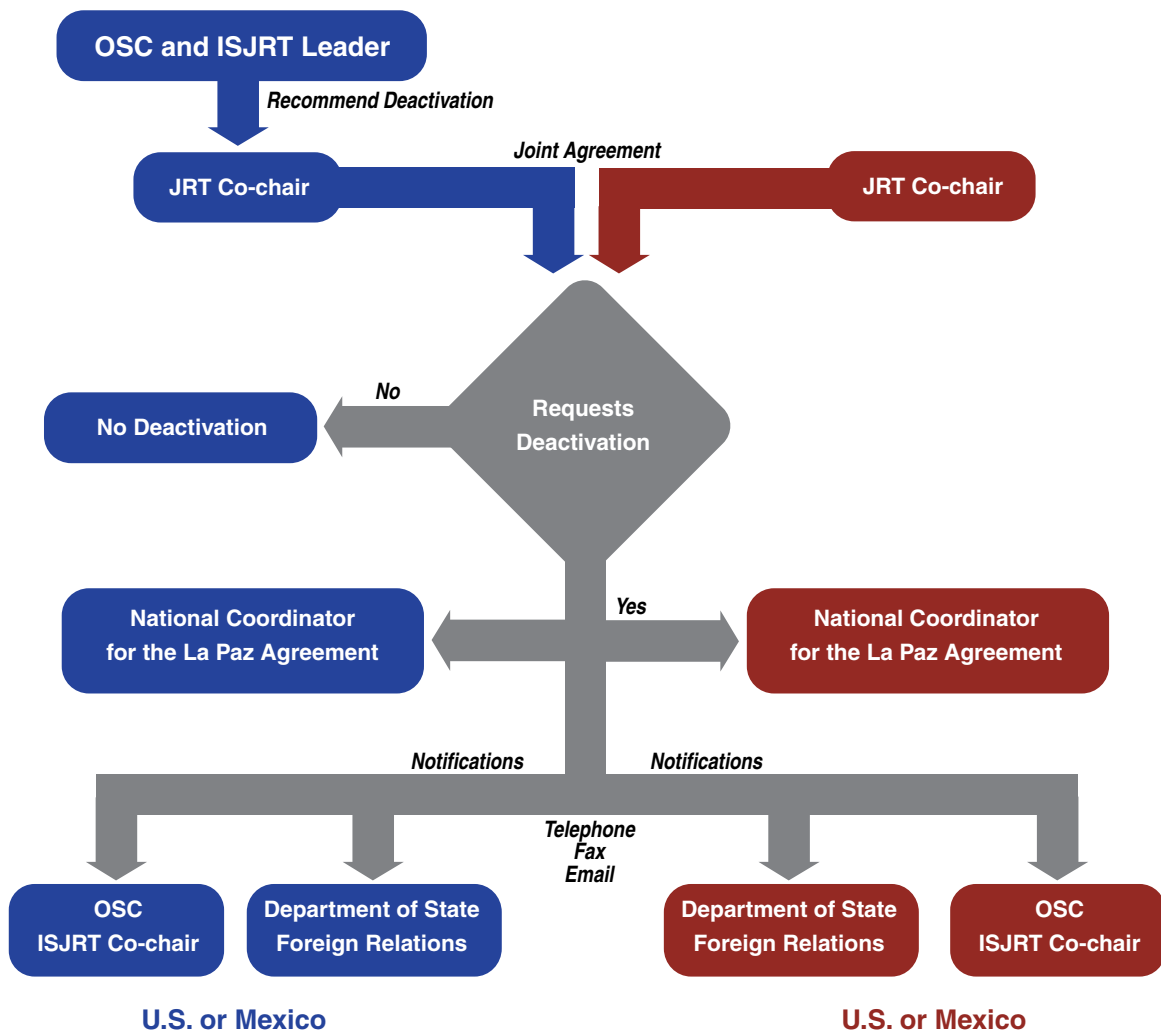 OSC and ISJRT Leader
Recommend Deactivation
Joint Agreement
JRT Co-chair
JRT Co-chair
No
Requests
Deactivation
No Deactivation
Yes
National Coordinator
for the La Paz Agreement
National Coordinator
for the La Paz Agreement
Notifications
Notifications
Telephone
Fax
Email
OSC
ISJRT Co-chair
Department of State
Foreign Relations
Department of State
Foreign Relations
OSC
ISJRT Co-chair
U.S. or Mexico
U.S. or Mexico